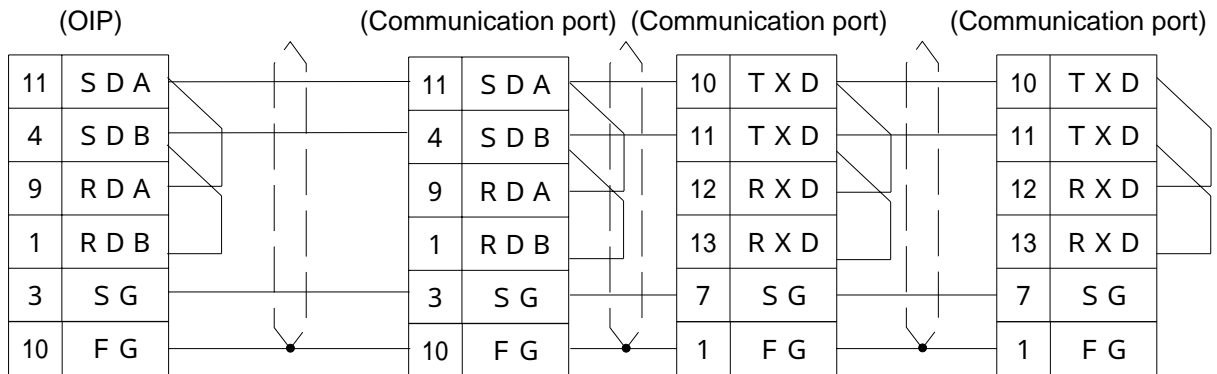 (OIP) (Communication port) (Communication port) (Communication port)
11 SDA 11 SDA 10 TXD 10 TXD
4 SDB 4 SDB 11 TXD 11 TXD
9 RDA 9 RDA 12 RXD 12 RXD
1 RDB 1 RDB 13 RXD 13 RXD
3 SG 3 SG 7 SG 7 SG
10 FG 10 FG 1 FG 1 FG